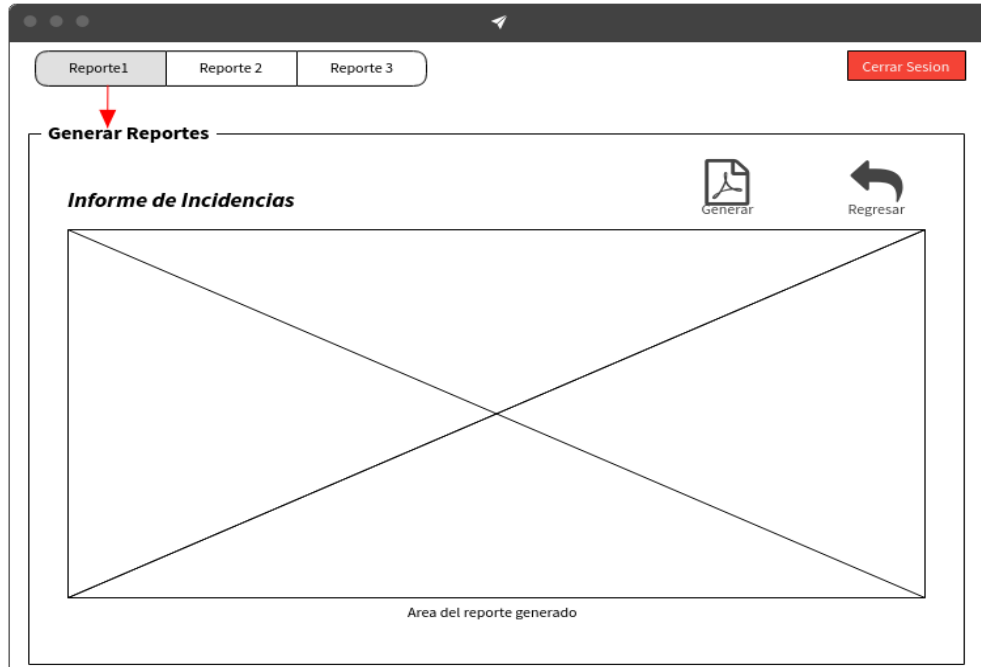 Reporte1
Reporte 2
Reporte 3
Cerrar Sesion
Generar Reportes
Informe de Incidencias
Generar
Regresar
Area del reporte generado